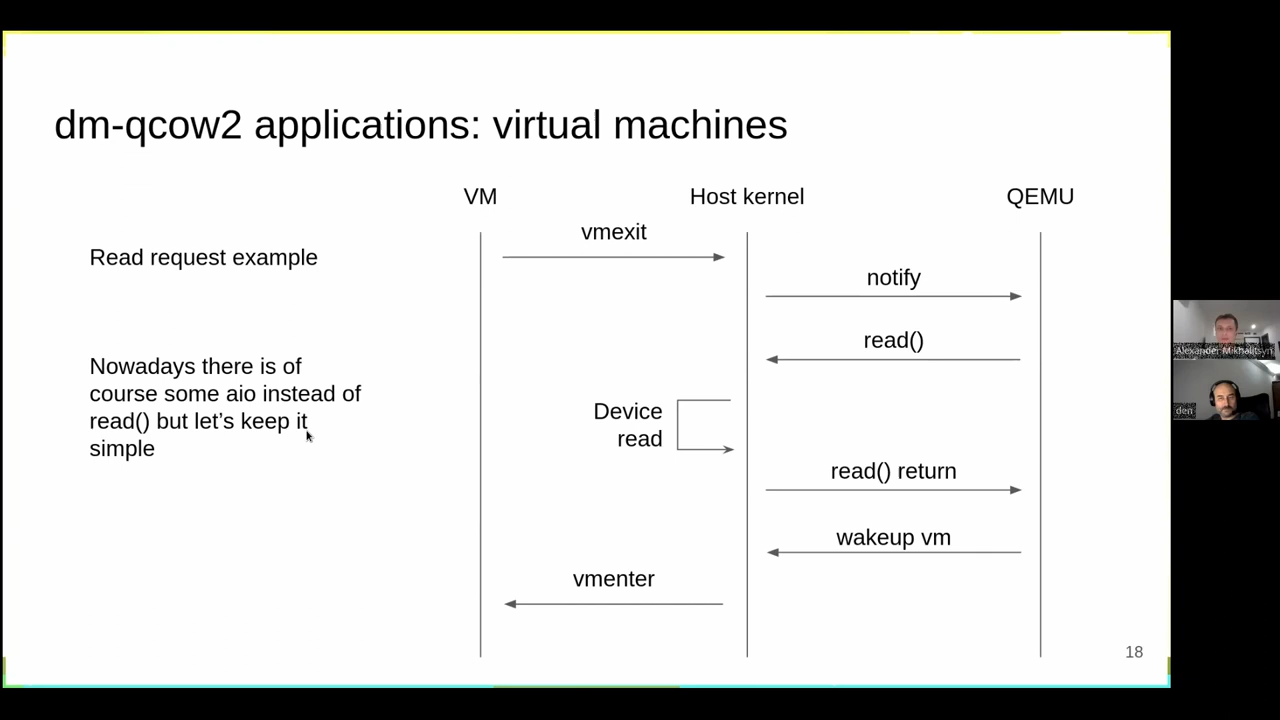 dm-qcow2 applications: virtual machines
VM
Host kernel
QEMU
vmexit
Read request example
notify
read()
Nowadays there is of
course some aio instead of
read() but let’s keep it
simple
Device
read
read() return
wakeup vm
vmenter
18
Alexander Mikhalitsyn
den